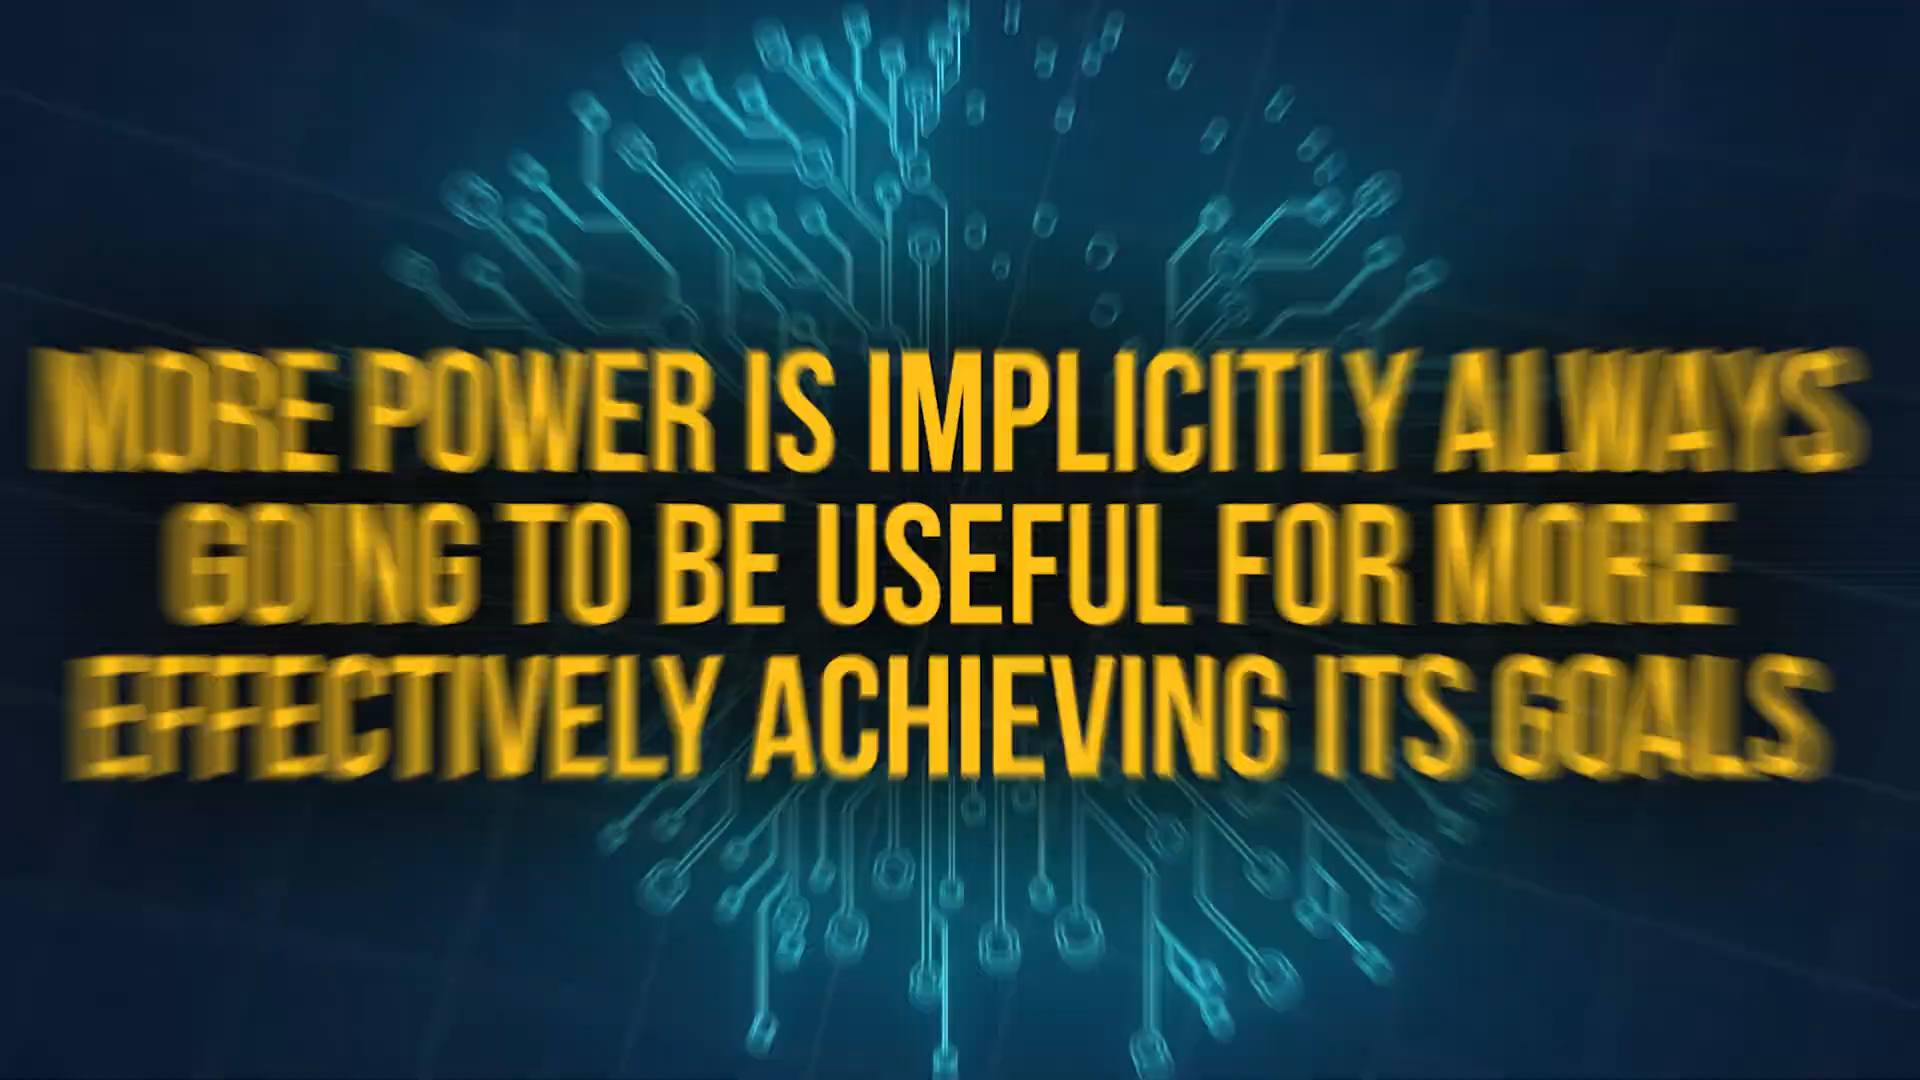 MORE POWER IS IMPLICITLY ALWAYS
GOING TO BE USEFUL FOR MORE
EFFECTIVELY ACHIEVING ITS GOALS